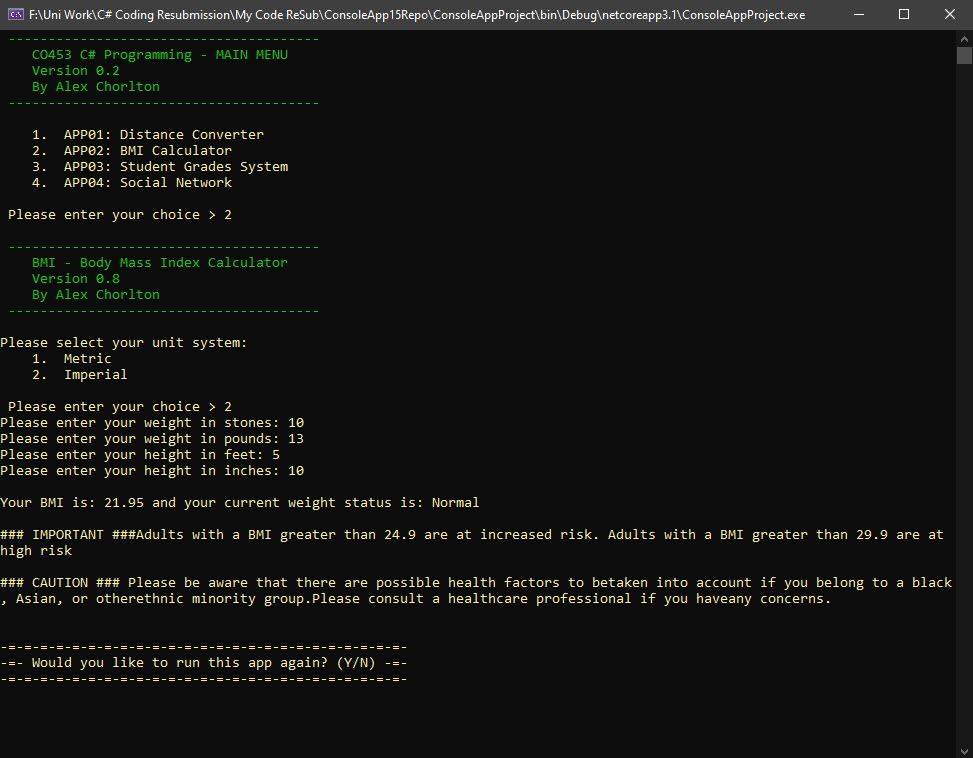 F:\Uni Work\C# Coding Resubmission\My Code ReSub\ConsoleApp15Repo\ConsoleAppProject\bin\Debug\netcoreapp3.1\ConsoleAppProject.exe
---------------------------------------
CO453 C# Programming - MAIN MENU
Version 0.2
By Alex Chorlton
---------------------------------------
1. APP01: Distance Converter
2. APP02: BMI Calculator
3. APP03: Student Grades System
4. APP04: Social Network
Please enter your choice > 2
---------------------------------------
BMI - Body Mass Index Calculator
Version 0.8
By Alex Chorlton
---------------------------------------
Please select your unit system:
1. Metric
2. Imperial
Please enter your choice > 2
Please enter your weight in stones: 10
Please enter your weight in pounds: 13
Please enter your height in feet: 5
Please enter your height in inches: 10
Your BMI is: 21.95 and your current weight status is: Normal
### IMPORTANT ###Adults with a BMI greater than 24.9 are at increased risk. Adults with a BMI greater than 29.9 are at
high risk
### CAUTION ### Please be aware that there are possible health factors to betaken into account if you belong to a black
, Asian, or otherethnic minority group.Please consult a healthcare professional if you haveany concerns.
-=-=-=-=-=-=-=-=-=-=-=-=-=-=-=-=-=-=-=-=-=-=-=-=-=-
-=- Would you like to run this app again? (Y/N) -=-
-=-=-=-=-=-=-=-=-=-=-=-=-=-=-=-=-=-=-=-=-=-=-=-=-=-